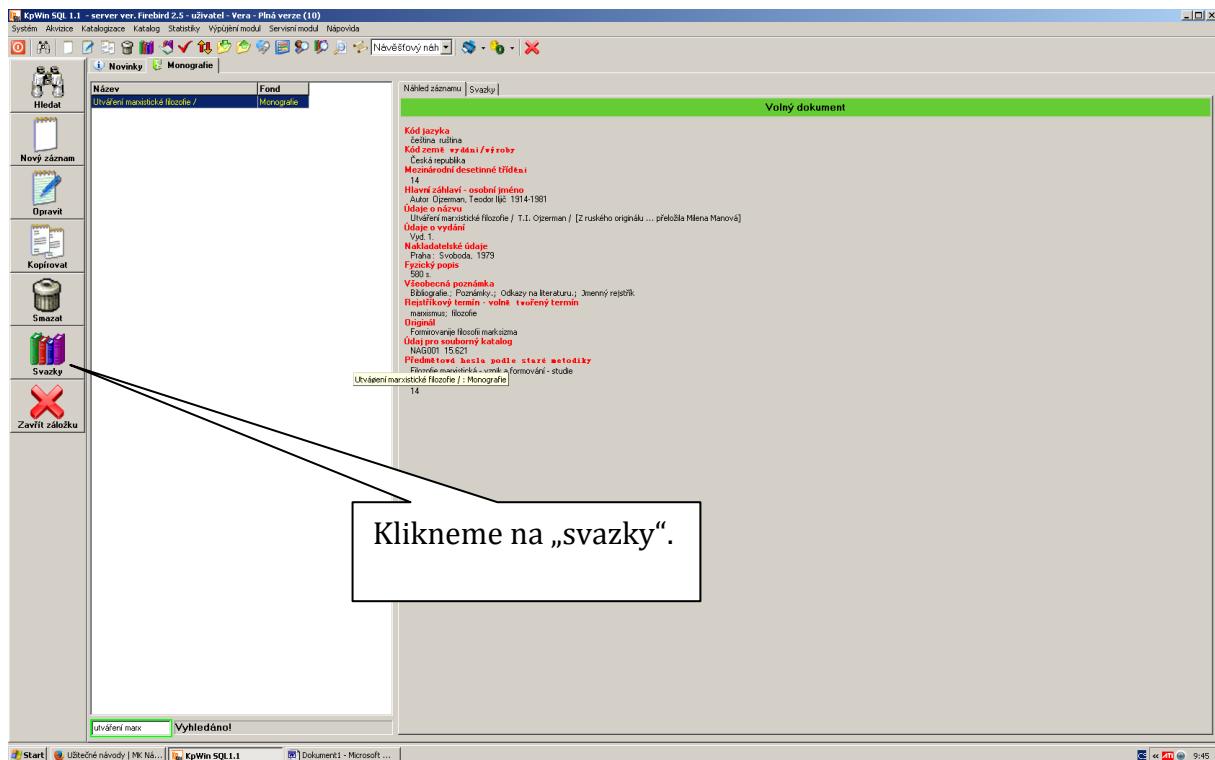 KpWin SQL 1.1 - server ver. Firebird 2.5 - uživatel - Vera - Plná verze (10)
Systém Akvizice Katalogizace Katalog Statistiky Výpůjční modul Servisní modul Nápověda
Návěšťový náh
Novinky Monografie
Hledat
Nový záznam
Opravit
Kopírovat
Smazat
Svazky
Zavřít záložku
Název Fond
Utváření marxistické filozofie / Monografie
Náhled záznamu Svazky
Volný dokument
Kód jazyka
čeština ruština
Kód země vydání/výroby
Česká republika
Mezinárodní desetinné třídění
14
Hlavní záhlaví - osobní jméno
Autor Ojzerman, Teodor Iljič 1914-1981
Údaje o názvu
Utváření marxistické filozofie / T.I. Ojzerman / [Z ruského originálu ... přeložila Milena Manová]
Údaje o vydání
Vyd. 1.
Nakladatelské údaje
Praha : Svoboda, 1979
Fyzický popis
580 s.
Všeobecná poznámka
Bibliografie.; Poznámky.; Odkazy na literaturu.; Jmenný rejstřík
Rejstříkový termín - volně tvořený termín
marxismus; filozofie
Originál
Formirovanije filosofii marksizma
Údaj pro souborný katalog
NAG001 15.621
Předmětová hesla podle staré metodiky
Filozofie marxistická - vznik a formování - studie
Utváøení marxistické filozofie / : Monografie
14
Klikneme na „svazky“.
utváření marx Vyhledáno!
Start Užitečné návody | MK Ná... KpWin SQL1.1 Dokument1 - Microsoft ... « ATI 9:45